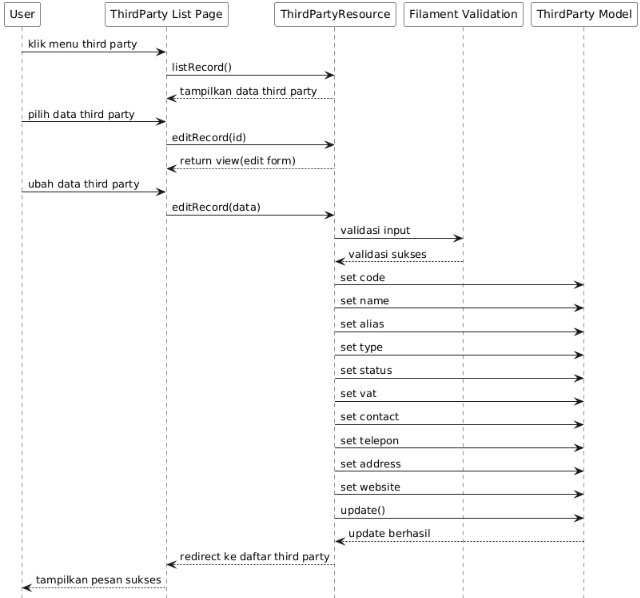 User
ThirdParty List Page
ThirdPartyResource
Filament Validation
ThirdParty Model
klik menu third party
listRecord()
tampilkan data third party
pilih data third party
editRecord(id)
return view(edit form)
ubah data third party
editRecord(data)
validasi input
validasi sukses
set code
set name
set alias
set type
set status
set vat
set contact
set telepon
set address
set website
update()
update berhasil
redirect ke daftar third party
tampilkan pesan sukses